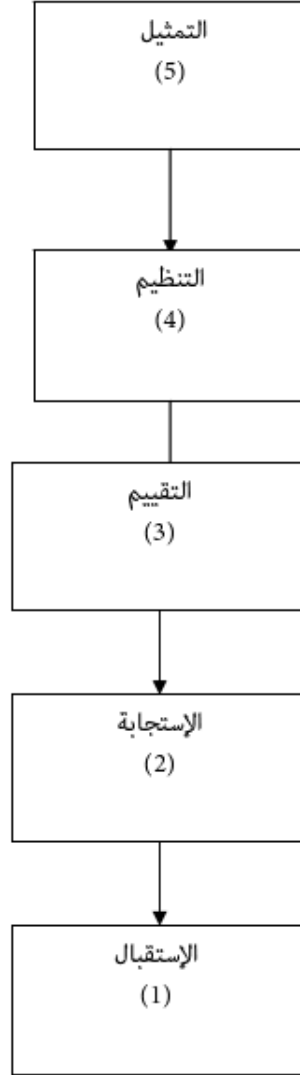 التمثيل
(5)
التنظيم
(4)
التقييم
(3)
الإستجابة
(2)
الإستقبال
(1)